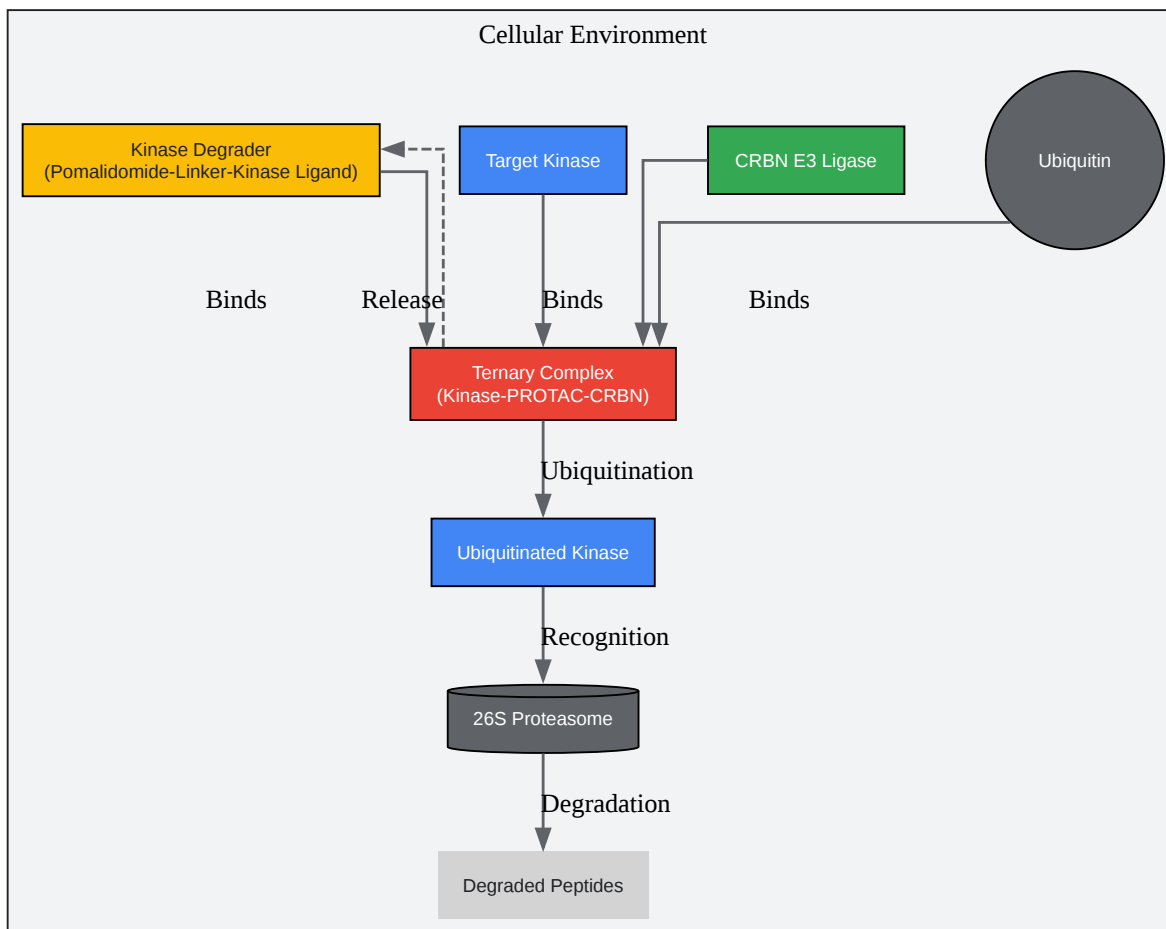 Cellular Environment
Kinase Degrader
(Pomalidomide-Linker-Kinase Ligand)
Target Kinase
CRBN E3 Ligase
Ubiquitin
Binds
Release
Binds
Binds
Ternary Complex
(Kinase-PROTAC-CRBN)
Ubiquitination
Ubiquitinated Kinase
Recognition
26S Proteasome
Degradation
Degraded Peptides